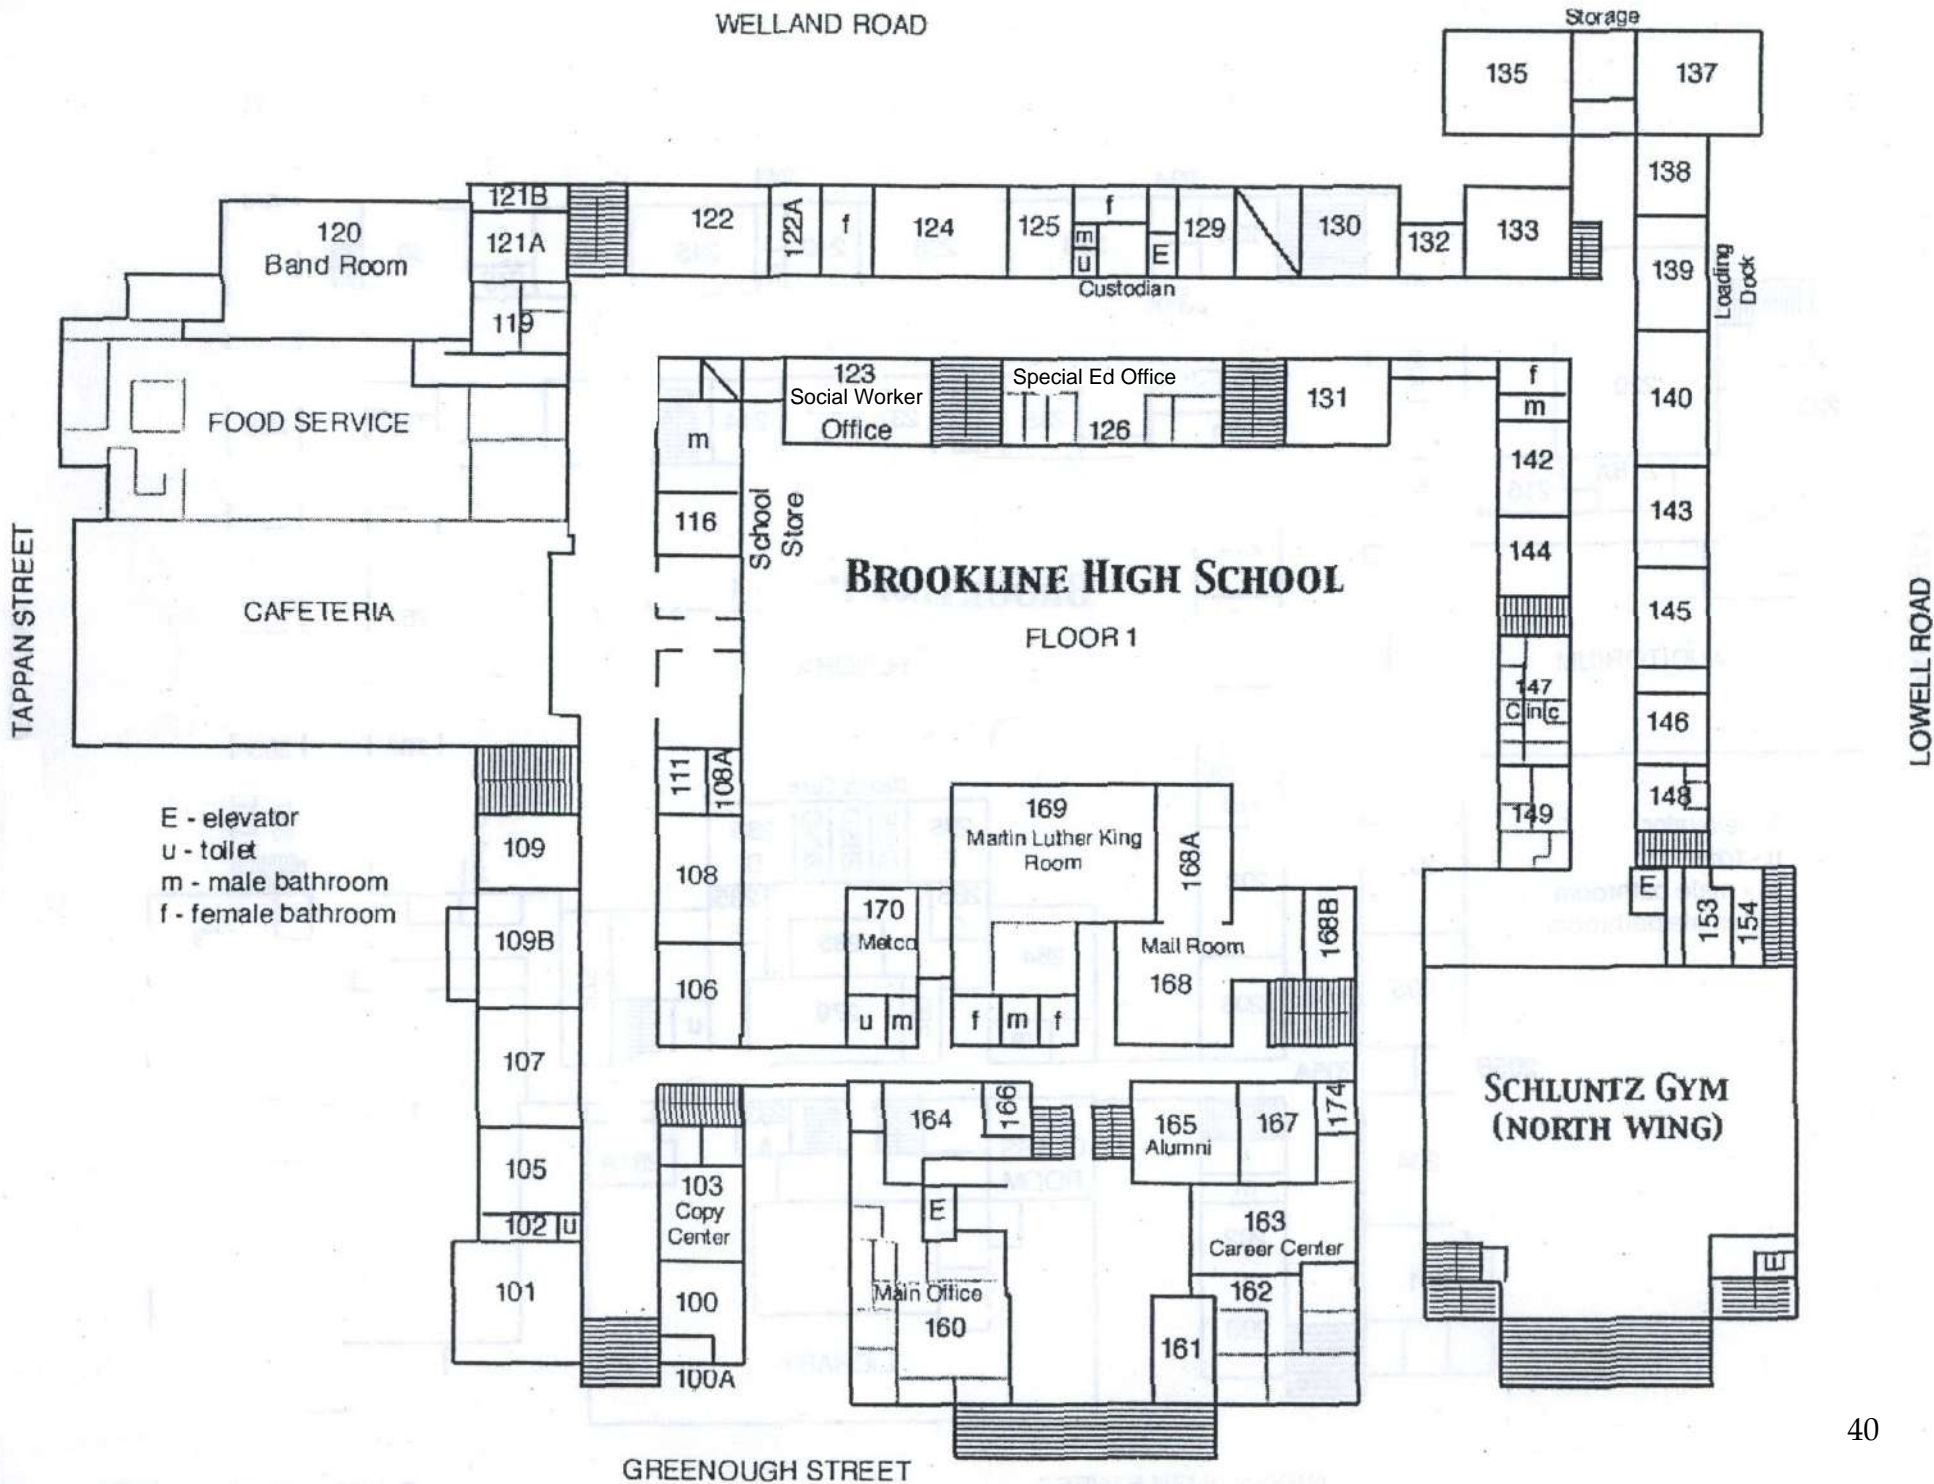 WELLAND ROAD
Storage
135
137
138
121B
121A
120
Band Room
119
122
122A
f
124
125
f
m
u
E
129
130
132
133
Custodian
139
Loading
Dock
123
Social Worker
Office
Special Ed Office
126
131
f
m
140
FOOD SERVICE
m
116
School
Store
142
143
144
145
TAPPAN STREET
CAFETERIA
BROOKLINE HIGH SCHOOL
FLOOR 1
LOWELL ROAD
147
146
148
149
111
108A
E - elevator
u - toilet
m - male bathroom
f - female bathroom
109
109B
108
106
169
Martin Luther King
Room
168A
170
Metco
Mail Room
168
168B
u
m
f
m
f
E
153
154
107
105
102
u
101
103
Copy
Center
100
100A
164
166
165
Alumni
167
174
E
163
Career Center
162
161
Main Office
160
SCHLUNTZ GYM
(NORTH WING)
E
GREENOUGH STREET
40